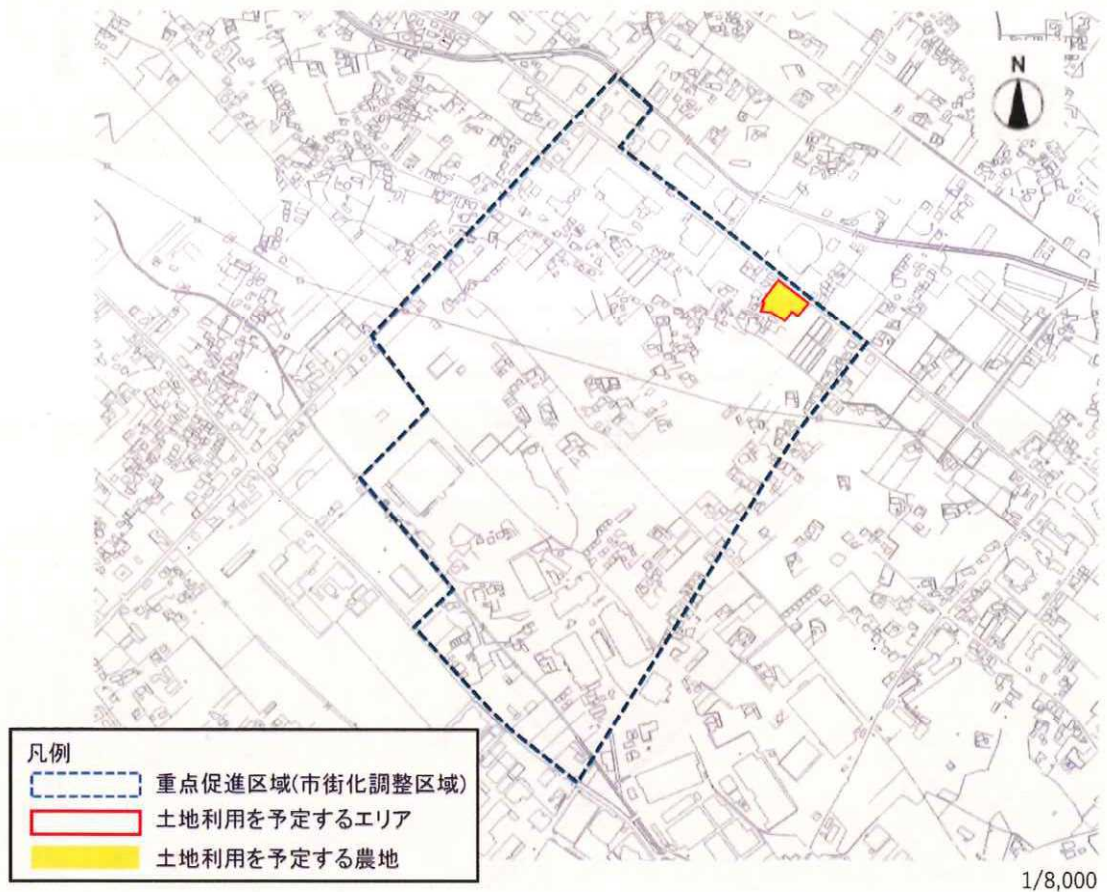 N
凡例
重点促進区域(市街化調整区域)
土地利用を予定するエリア
土地利用を予定する農地
1/8,000